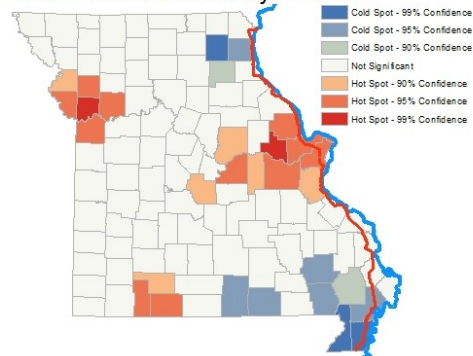 Cold Spot - 99% Confidence
Cold Spot - 95% Confidence
Cold Spot - 90% Confidence
Not Significant
Hot Spot - 90% Confidence
Hot Spot - 95% Confidence
Hot Spot - 99% Confidence